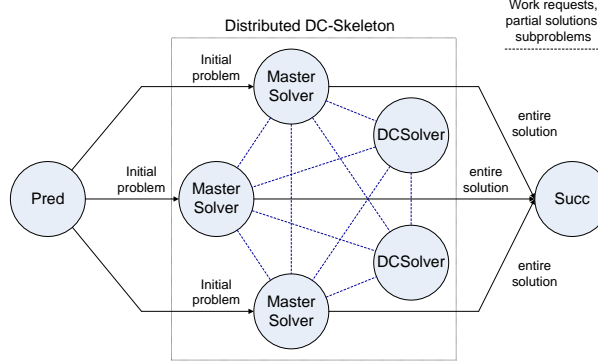 Work requests,
partial solutions
subproblems
Distributed DC-Skeleton
Initial
problem
Master
Solver
entire
solution
DCSolver
Pred
Initial
problem
Master
Solver
entire
solution
Succ
DCSolver
Initial
problem
Master
Solver
entire
solution